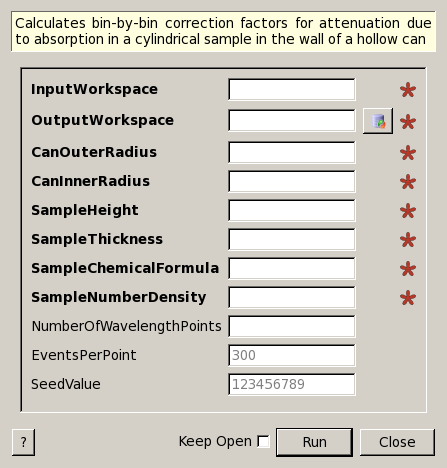 Calculates bin-by-bin correction factors for attenuation due
to absorption in a cylindrical sample in the wall of a hollow can
InputWorkspace
OutputWorkspace
CanOuterRadius
CanInnerRadius
SampleHeight
SampleThickness
SampleChemicalFormula
SampleNumberDensity
NumberOfWavelengthPoints
EventsPerPoint 300
SeedValue 123456789
? Keep Open Run Close